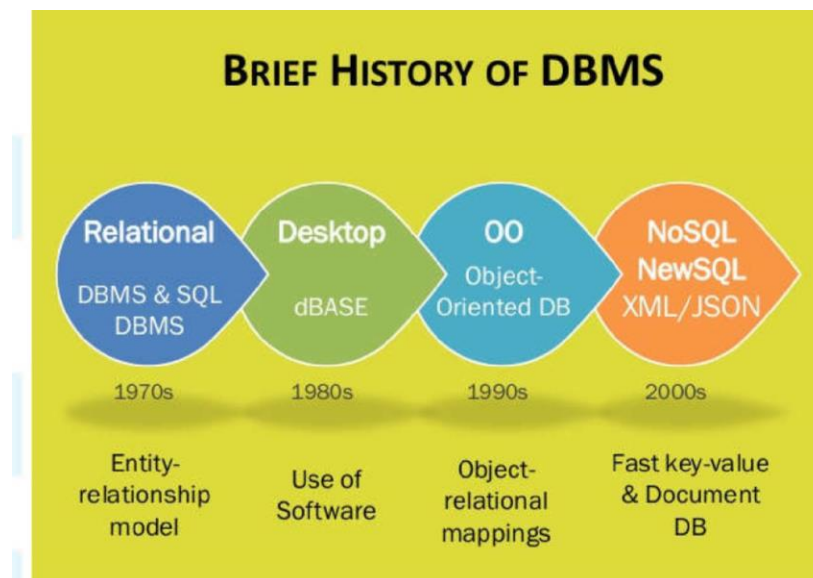 BRIEF HISTORY OF DBMS
Relational
DBMS & SQL
DBMS
Desktop
dBASE
OO
Object-
Oriented DB
NoSQL
NewSQL
XML/JSON
1970s
1980s
1990s
2000s
Entity-
relationship
model
Use of
Software
Object-
relational
mappings
Fast key-value
& Document
DB